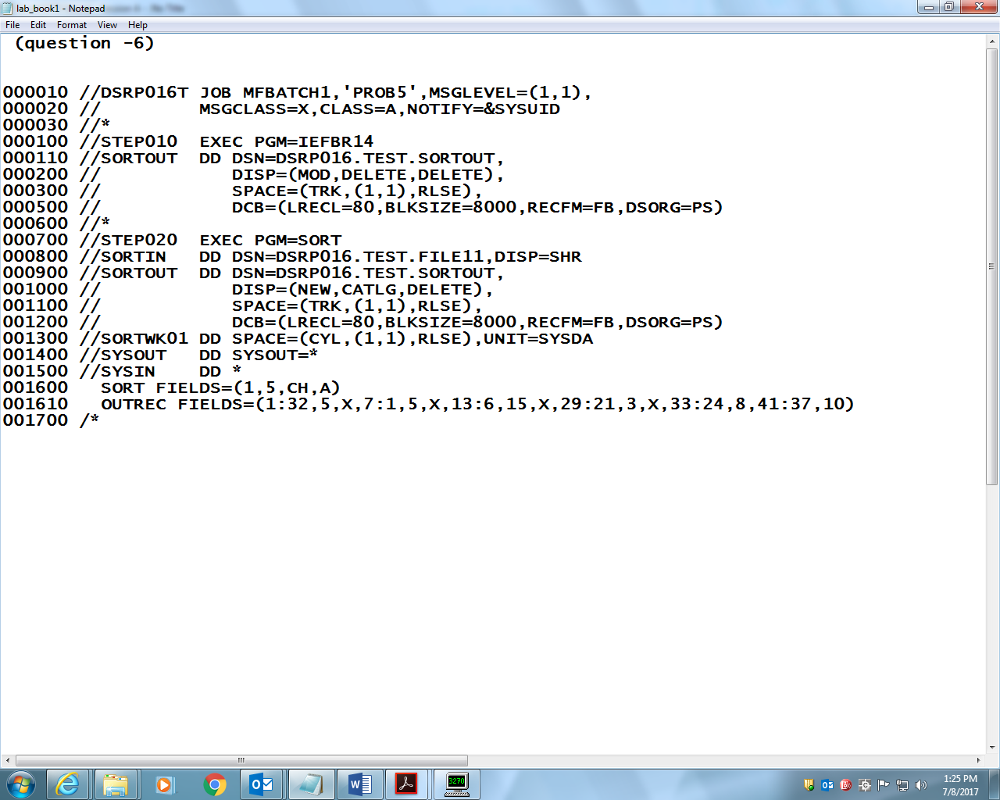 lab_book1 - Notepad
File Edit Format View Help
(question -6)
000010 //DSRP016T JOB MFBATCH1,'PROB5',MSGLEVEL=(1,1),
000020 //         MSGCLASS=X,CLASS=A,NOTIFY=&SYSUID
000030 //*
000100 //STEP010  EXEC PGM=IEFBR14
000110 //SORTOUT  DD DSN=DSRP016.TEST.SORTOUT,
000200 //            DISP=(MOD,DELETE,DELETE),
000300 //            SPACE=(TRK,(1,1),RLSE),
000500 //            DCB=(LRECL=80,BLKSIZE=8000,RECFM=FB,DSORG=PS)
000600 //*
000700 //STEP020  EXEC PGM=SORT
000800 //SORTIN   DD DSN=DSRP016.TEST.FILE11,DISP=SHR
000900 //SORTOUT  DD DSN=DSRP016.TEST.SORTOUT,
001000 //            DISP=(NEW,CATLG,DELETE),
001100 //            SPACE=(TRK,(1,1),RLSE),
001200 //            DCB=(LRECL=80,BLKSIZE=8000,RECFM=FB,DSORG=PS)
001300 //SORTWK01 DD SPACE=(CYL,(1,1),RLSE),UNIT=SYSDA
001400 //SYSOUT   DD SYSOUT=*
001500 //SYSIN    DD *
001600   SORT FIELDS=(1,5,CH,A)
001610   OUTREC FIELDS=(1:32,5,X,7:1,5,X,13:6,15,X,29:21,3,X,33:24,8,41:37,10)
001700 /*
3270
1:25 PM
7/8/2017